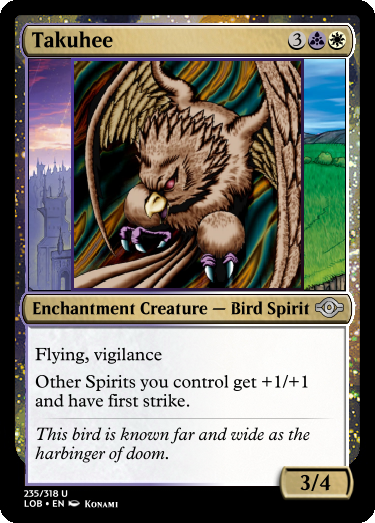 Takuhee 3
Enchantment Creature — Bird Spirit
Flying, vigilance
Other Spirits you control get +1/+1
and have first strike.
This bird is known far and wide as the
harbinger of doom.
3/4
235/318 U
LOB • EN Konami